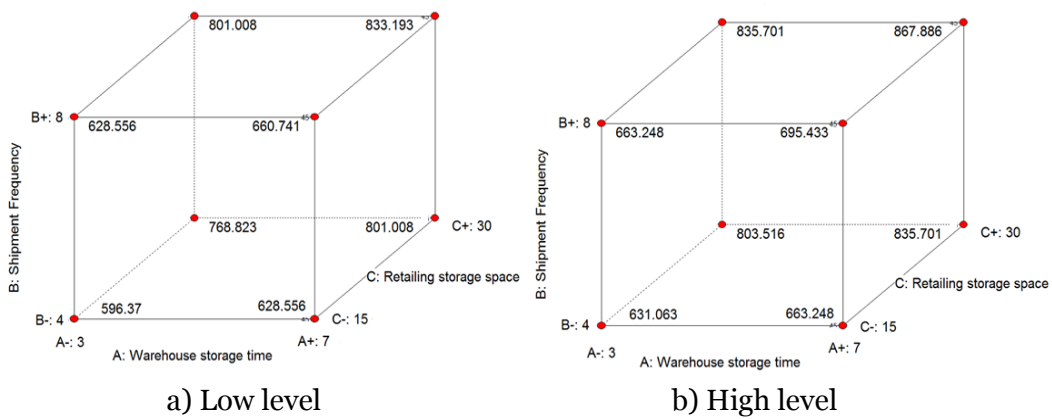 801.008
833.193
B+: 8
628.556
660.741
B: Shipment Frequency
768.823
801.008
C+: 30
C: Retailing storage space
596.37
628.556
B-: 4
C-: 15
A-: 3
A+: 7
A: Warehouse storage time
a) Low level
835.701
867.886
B+: 8
663.248
695.433
B: Shipment Frequency
803.516
835.701
C+: 30
C: Retailing storage space
631.063
663.248
B-: 4
C-: 15
A-: 3
A+: 7
A: Warehouse storage time
b) High level